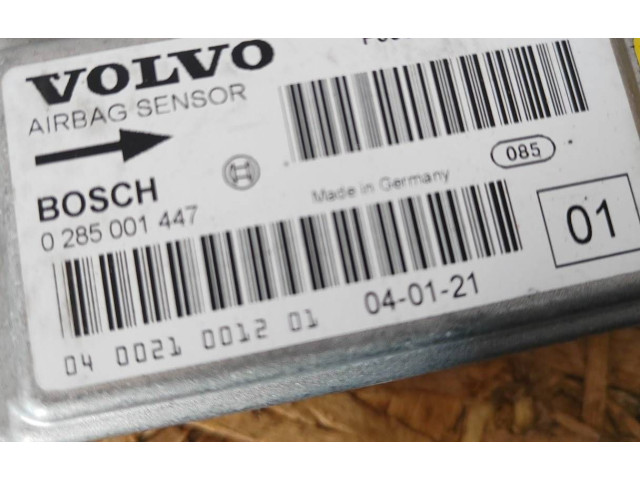 VOLVO
AIRBAG SENSOR
BOSCH
0 285 001 447
Made in Germany
085
01
04-01-21
04 0021 0012 01